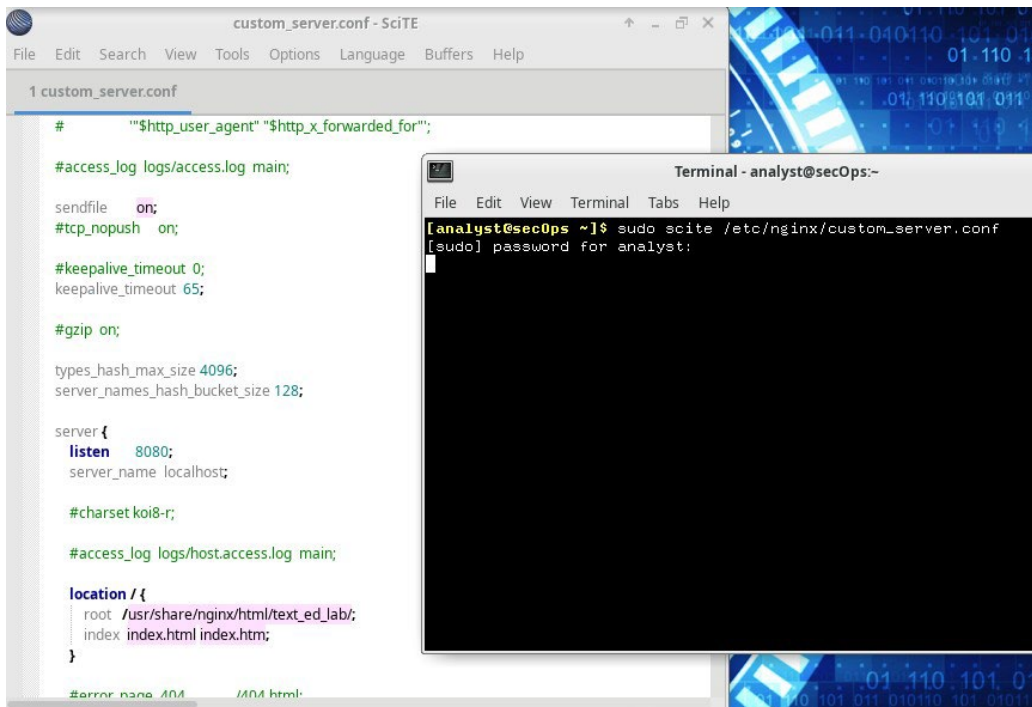 custom_server.conf - SciTE
File Edit Search View Tools Options Language Buffers Help
1 custom_server.conf
# '"$http_user_agent" "$http_x_forwarded_for"';
#access_log logs/access.log main;
sendfile on;
#tcp_nopush on;
#keepalive_timeout 0;
keepalive_timeout 65;
#gzip on;
types_hash_max_size 4096;
server_names_hash_bucket_size 128;
server {
listen 8080;
server_name localhost;
#charset koi8-r;
#access_log logs/host.access.log main;
location / {
root /usr/share/nginx/html/text_ed_lab/;
index index.html index.htm;
}
#error_page 404 /404.html;
Terminal - analyst@secOps:~
File Edit View Terminal Tabs Help
[analyst@secOps ~]$ sudo scite /etc/nginx/custom_server.conf
[sudo] password for analyst: